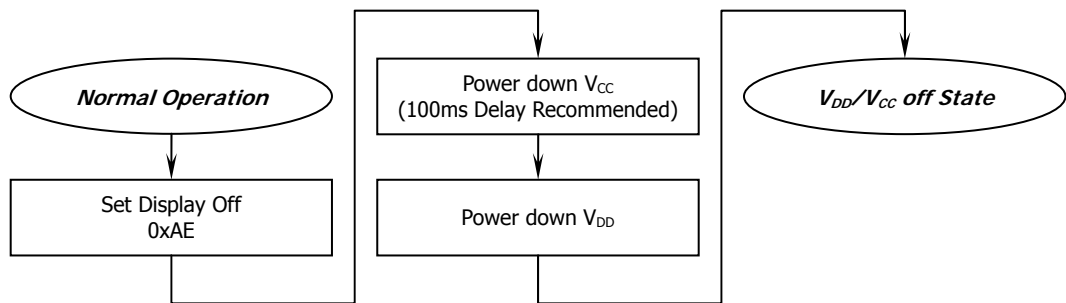 Normal Operation
Set Display Off
0xAE
Power down VCC
(100ms Delay Recommended)
Power down VDD
VDD/VCC off State